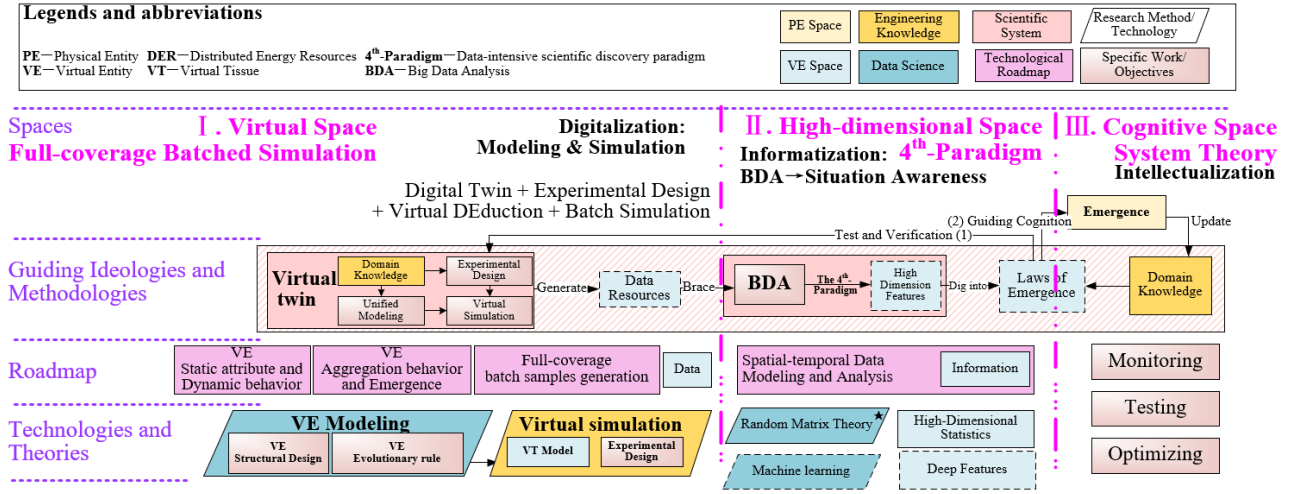 Legends and abbreviations
PE—Physical Entity DER—Distributed Energy Resources 4th-Paradigm—Data-intensive scientific discovery paradigm
VE—Virtual Entity VT—Virtual Tissue BDA—Big Data Analysis
PE Space
Engineering
Knowledge
Scientific
System
Research Method/
Technology
VE Space
Data Science
Technological
Roadmap
Specific Work/
Objectives
Spaces
Ⅰ. Virtual Space
Full-coverage Batched Simulation
Digitalization:
Modeling & Simulation
Digital Twin + Experimental Design
+ Virtual DEduction + Batch Simulation
Ⅱ. High-dimensional Space
Informatization: 4th-Paradigm
BDA→Situation Awareness
Ⅲ. Cognitive Space
System Theory
Intellectualization
Emergence
(2) Guiding Cognition
Update
Test and Verification (1)
Guiding Ideologies and
Methodologies
Virtual
twin
Domain
Knowledge
Experimental
Design
Unified
Modeling
Virtual
Simulation
Generate
Data
Resources
Brace
BDA
The 4th-
Paradigm
High
Dimension
Features
Dig into
Laws of
Emergence
Domain
Knowledge
Roadmap
VE
Static attribute and
Dynamic behavior
VE
Aggregation behavior
and Emergence
Full-coverage
batch samples generation
Data
Spatial-temporal Data
Modeling and Analysis
Information
Monitoring
Testing
Optimizing
Technologies and
Theories
VE Modeling
VE
Structural Design
VE
Evolutionary rule
Virtual simulation
VT Model
Experimental
Design
Random Matrix Theory★
High-Dimensional
Statistics
Machine learning
Deep Features